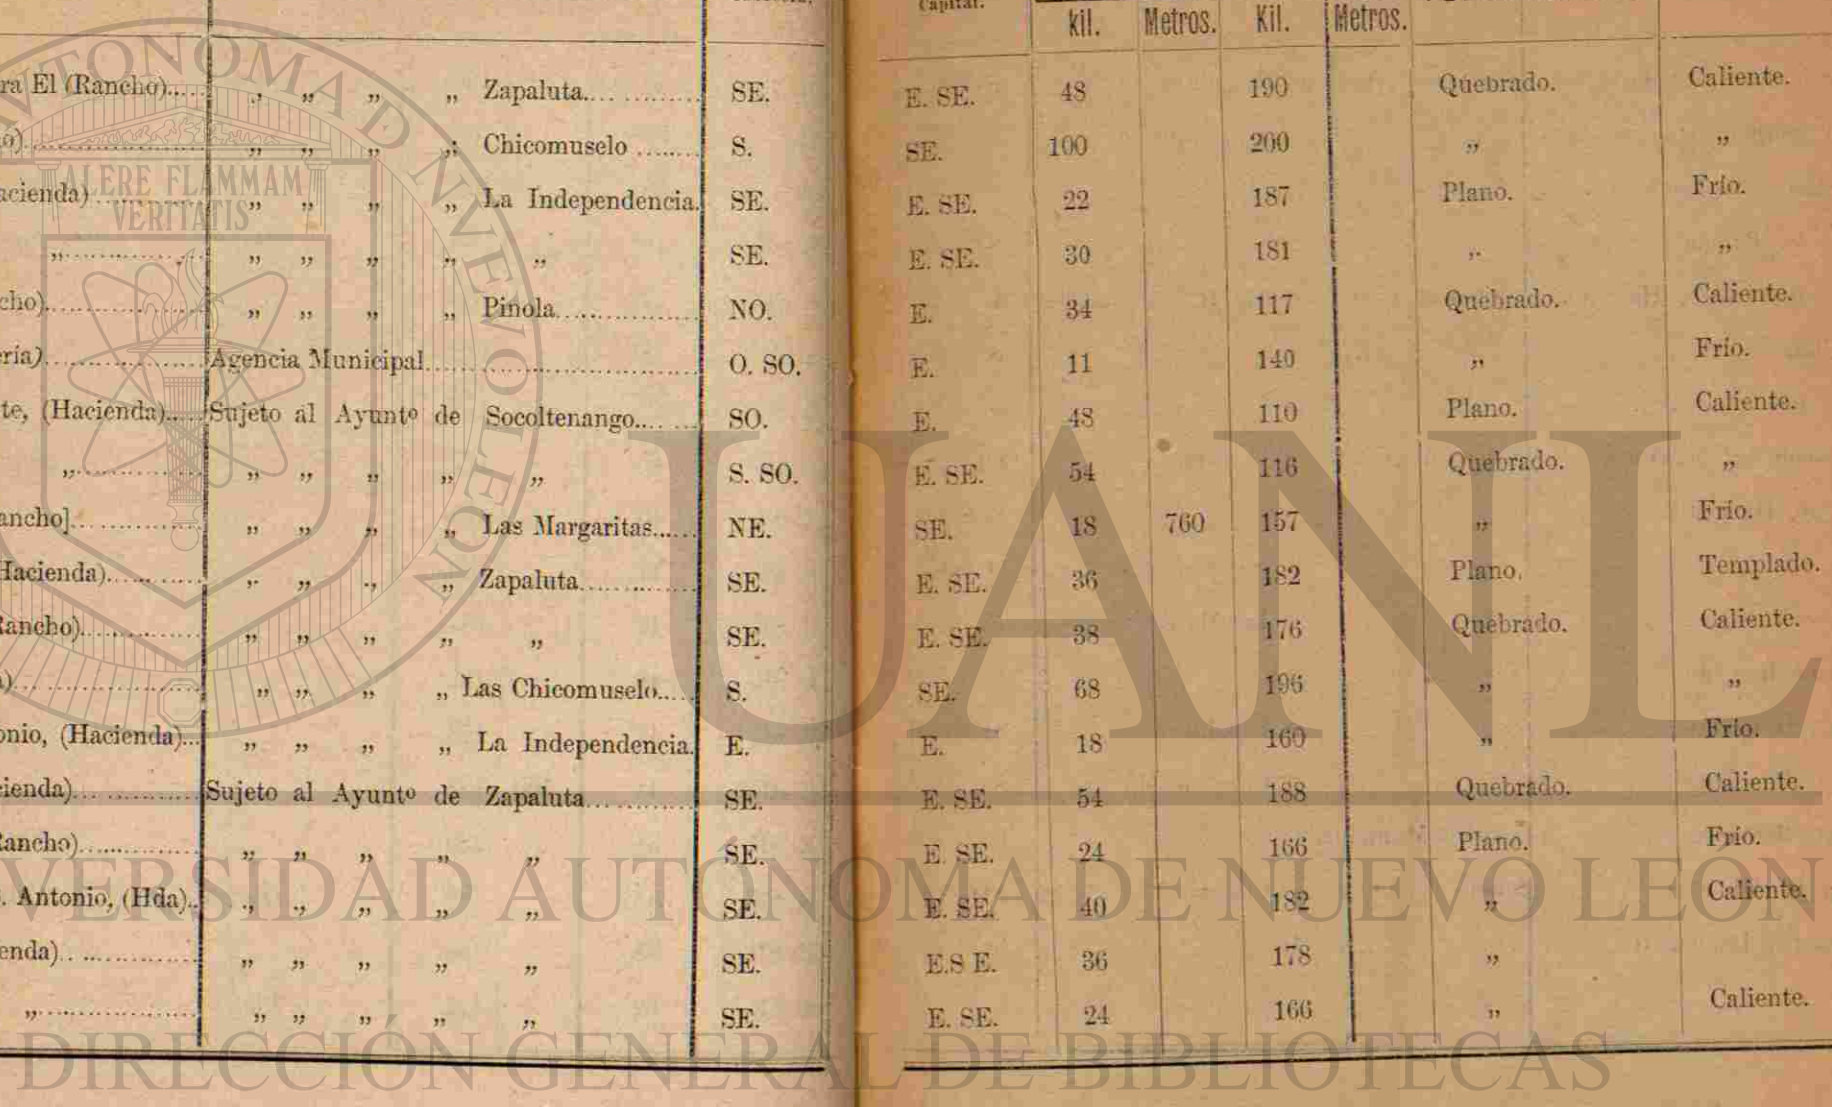 Capital.
kil. Metros. Kil. Metros.
ra El (Rancho)..... ,, ,, ,, ,, Zapaluta............... SE. E. SE. 48 190 Quebrado. Caliente.
o)..................... ,, ,, ,, ,, Chicomuselo ........ S. SE. 100 200 ,, ,,
acienda) ............ ,, ,, ,, ,, La Independencia. SE. E. SE. 22 187 Plano. Frío.
,,.................. ,, ,, ,, ,, ,, SE. E. SE. 30 181 ,, ,,
cho).................. ,, ,, ,, ,, Pinola.................. NO. E. 34 117 Quebrado. Caliente.
ría)................... Agencia Municipal............................... O. SO. E. 11 140 ,, Frío.
te, (Hacienda)..... Sujeto al Ayuntº de Socoltenango........ SO. E. 48 110 Plano. Caliente.
,,.................. ,, ,, ,, ,, ,, S. SO. E. SE. 54 116 Quebrado. ,,
ancho]............... ,, ,, ,, ,, Las Margaritas...... NE. SE. 18 760 157 ,, Frío.
Hacienda)........... ,, ,, ,, ,, Zapaluta............... SE. E. SE. 36 182 Plano. Templado.
Rancho)............. ,, ,, ,, ,, ,, SE. E. SE. 38 176 Quebrado. Caliente.
)....................... ,, ,, ,, ,, Las Chicomuselo..... S. SE. 68 196 ,, ,,
onio, (Hacienda)... ,, ,, ,, ,, La Independencia. E. E. 18 160 ,, Frío.
ienda)................ Sujeto al Ayuntº de Zapaluta............. SE. E. SE. 54 188 Quebrado. Caliente.
Rancho)............. ,, ,, ,, ,, ,, SE. E. SE. 24 166 Plano. Frío.
. Antonio, (Hda).. ,, ,, ,, ,, ,, SE. E. SE. 40 182 ,, Caliente.
enda)................. ,, ,, ,, ,, ,, SE. E.S E. 36 178 ,,
,,.................... ,, ,, ,, ,, ,, SE. E. SE. 24 166 ,, Caliente.
ALERE FLAMMAM
VERITATIS
UANL
VERSIDAD AUTÓNOMA DE NUEVO LEÓN
DIRECCIÓN GENERAL DE BIBLIOTECAS